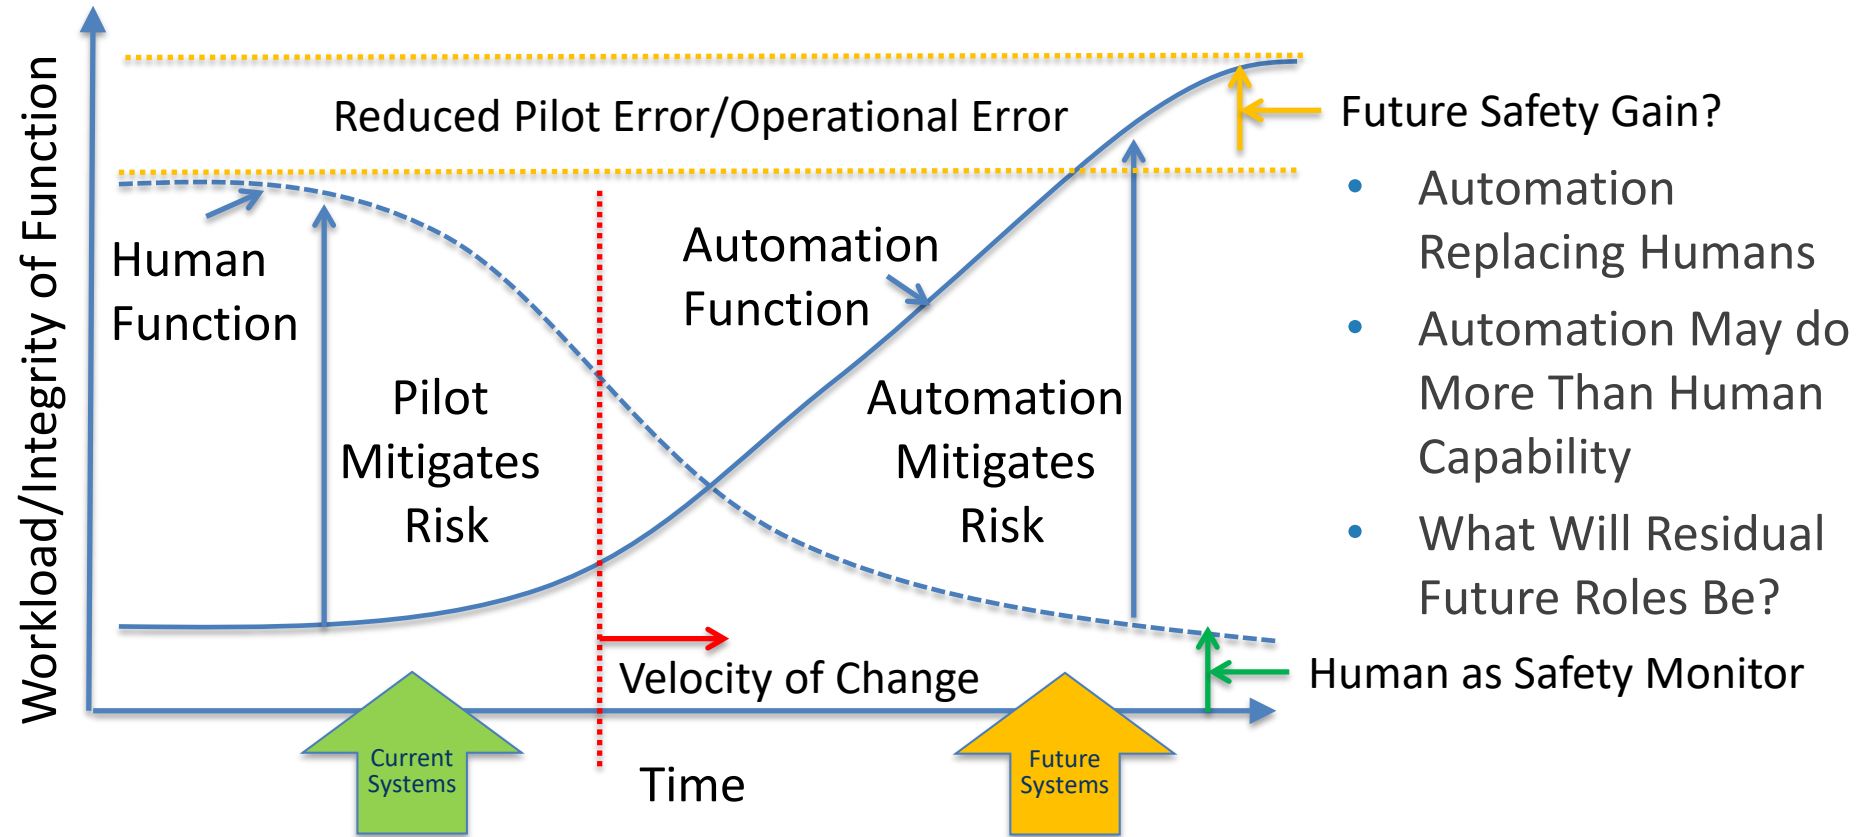 Workload/Integrity of Function
Reduced Pilot Error/Operational Error
Human
Function
Pilot
Mitigates
Risk
Automation
Function
Automation
Mitigates
Risk
Velocity of Change
Current
Systems
Time
Future
Systems
Future Safety Gain?
• Automation
Replacing Humans
• Automation May do
More Than Human
Capability
• What Will Residual
Future Roles Be?
Human as Safety Monitor